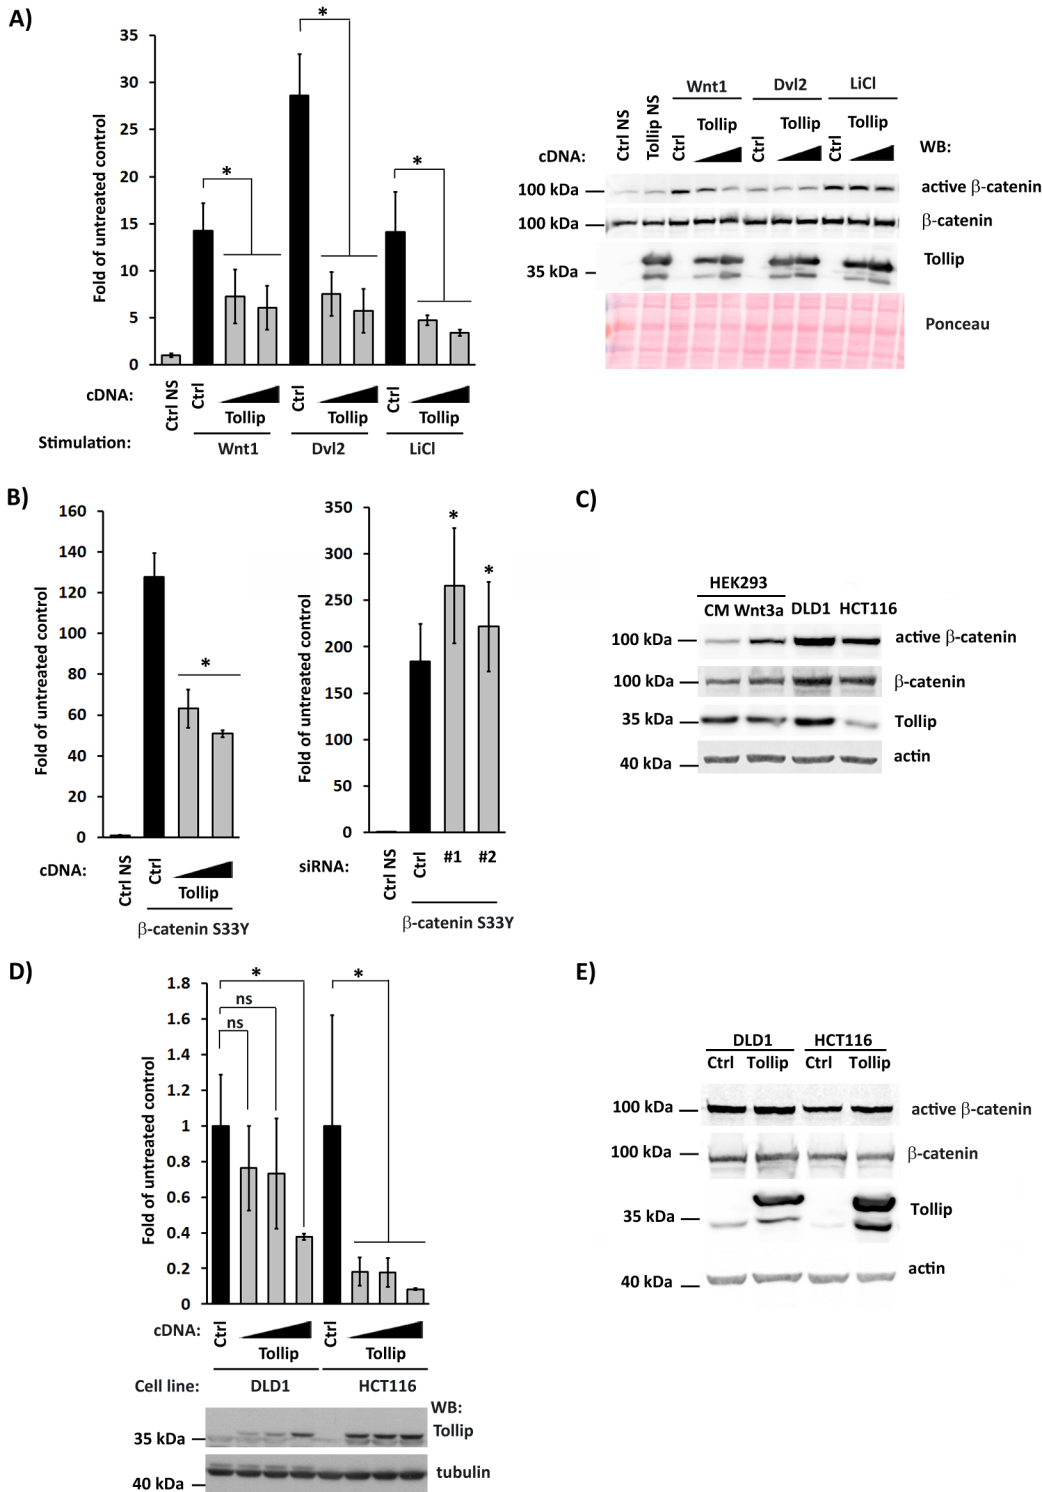 A)
35
30
25
20
15
10
5
0
Fold of untreated control
*
*
*
cDNA:
Ctrl NS
Ctrl
Ctrl
Ctrl
Tollip
Tollip
Tollip
Stimulation:
Wnt1
Dvl2
LiCl
Wnt1
Dvl2
LiCl
Ctrl NS
Tollip NS
Ctrl
Tollip
Ctrl
Tollip
Ctrl
Tollip
cDNA:
WB:
100 kDa
active β-catenin
100 kDa
β-catenin
35 kDa
Tollip
Ponceau
B)
160
140
120
100
80
60
40
20
0
Fold of untreated control
*
cDNA:
Ctrl NS
Ctrl
Tollip
β-catenin S33Y
350
300
250
200
150
100
50
0
Fold of untreated control
*
*
siRNA:
Ctrl NS
Ctrl
#1
#2
β-catenin S33Y
C)
HEK293
CM Wnt3a DLD1 HCT116
100 kDa
active β-catenin
100 kDa
β-catenin
35 kDa
Tollip
40 kDa
actin
D)
1.8
1.6
1.4
1.2
1
0.8
0.6
0.4
0.2
0
Fold of untreated control
*
ns
ns
*
cDNA:
Ctrl
Ctrl
Tollip
Tollip
Cell line:
DLD1
HCT116
WB:
35 kDa
Tollip
40 kDa
tubulin
E)
DLD1 HCT116
Ctrl Tollip Ctrl Tollip
100 kDa
active β-catenin
100 kDa
β-catenin
35 kDa
Tollip
40 kDa
actin